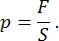 p = F/S.